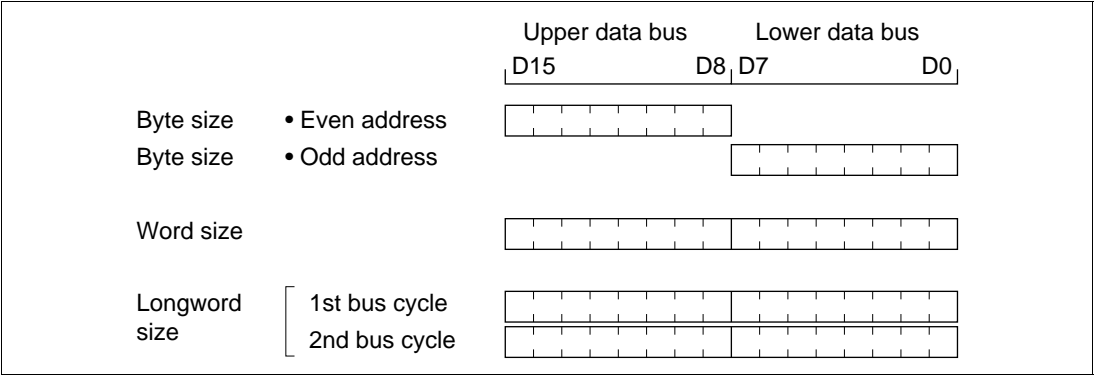 Upper data bus Lower data bus
D15 D8 D7 D0
Byte size • Even address
Byte size • Odd address
Word size
Longword size 1st bus cycle
2nd bus cycle